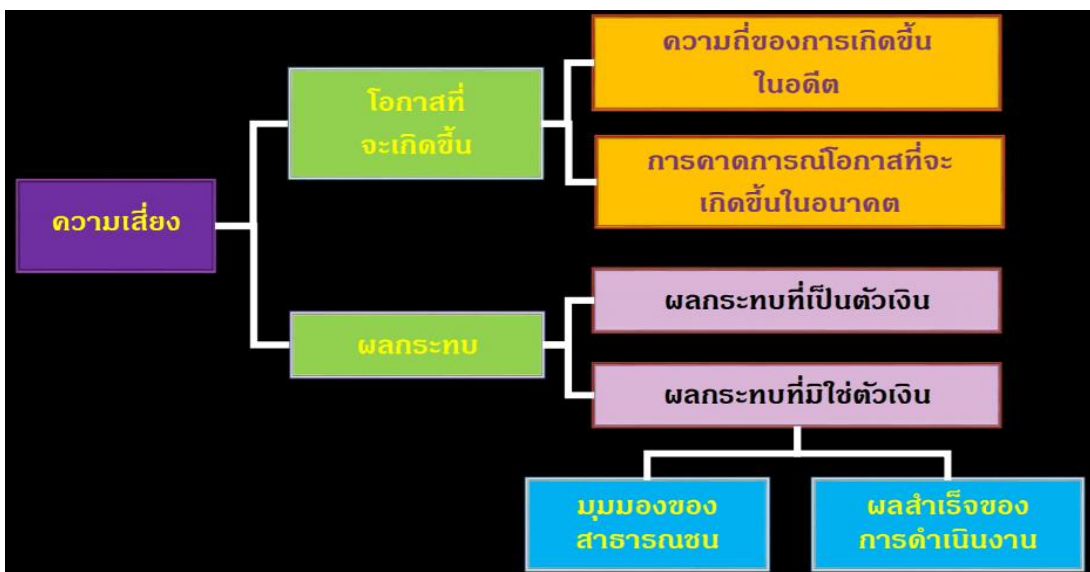 ความถี่ของการเกิดขึ้น
ในอดีต
โอกาสที่
จะเกิดขึ้น
การคาดการณ์โอกาสที่จะ
เกิดขึ้นในอนาคต
ความเสี่ยง
ผลกระทบที่เป็นตัวเงิน
ผลกระทบ
ผลกระทบที่มิใช่ตัวเงิน
มุมมองของ
สาธารณชน
ผลสำเร็จของ
การดำเนินงาน